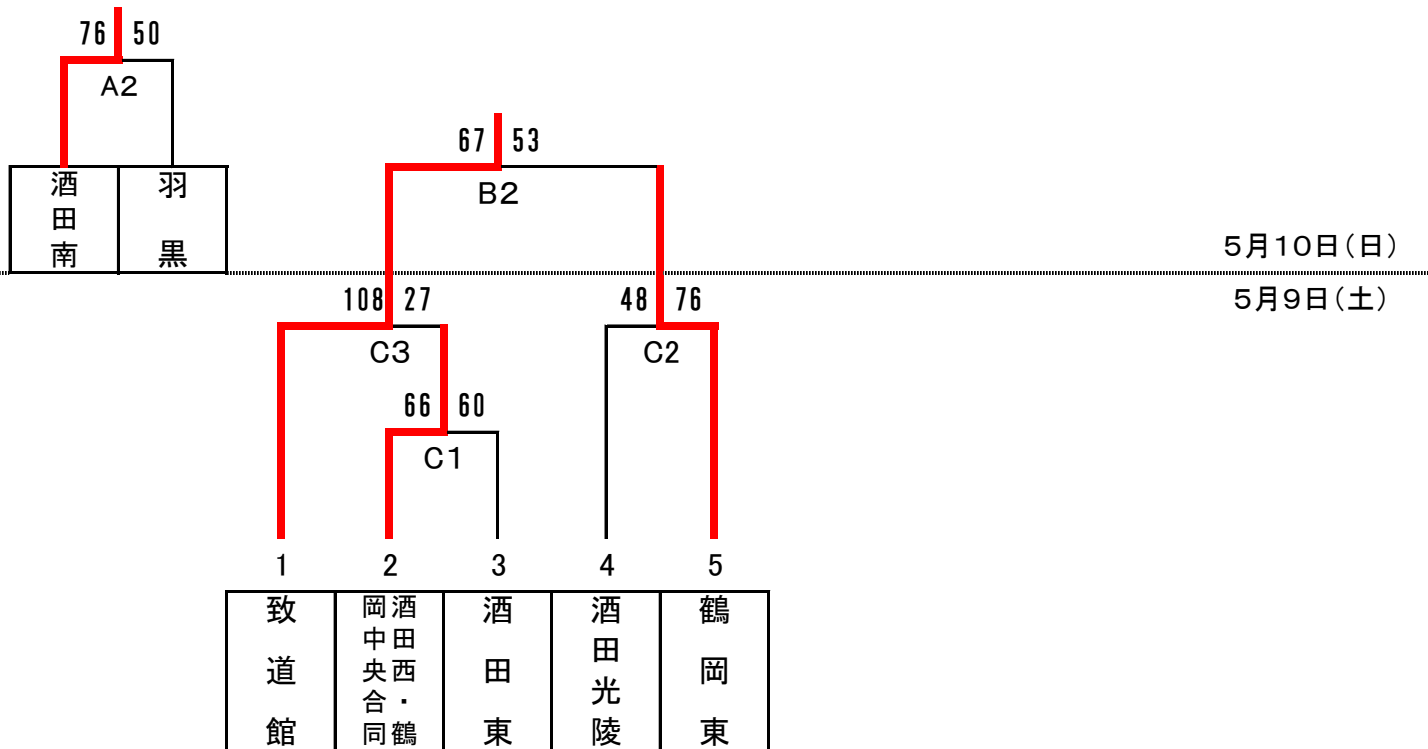 76 50
A2
67 53
B2
酒田南
羽黒
5月10日(日)
5月9日(土)
108 27
C3
48 76
C2
66 60
C1
1 2 3 4 5
致道館
酒田西・鶴
岡中央合同
酒田東
酒田光陵
鶴岡東